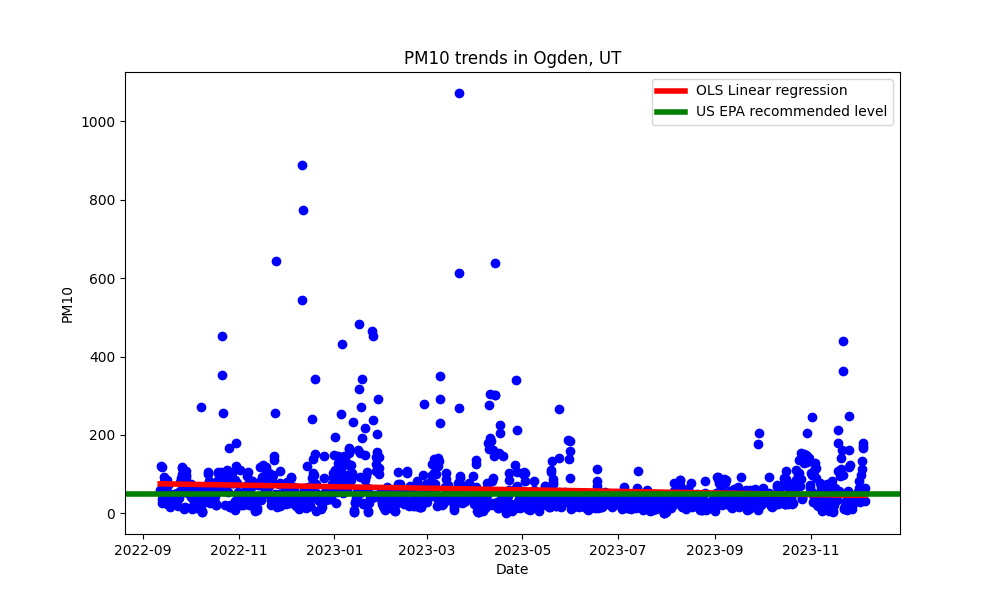 PM10 trends in Ogden, UT
OLS Linear regression
US EPA recommended level
1000
800
600
400
200
0
PM10
2022-09 2022-11 2023-01 2023-03 2023-05 2023-07 2023-09 2023-11
Date